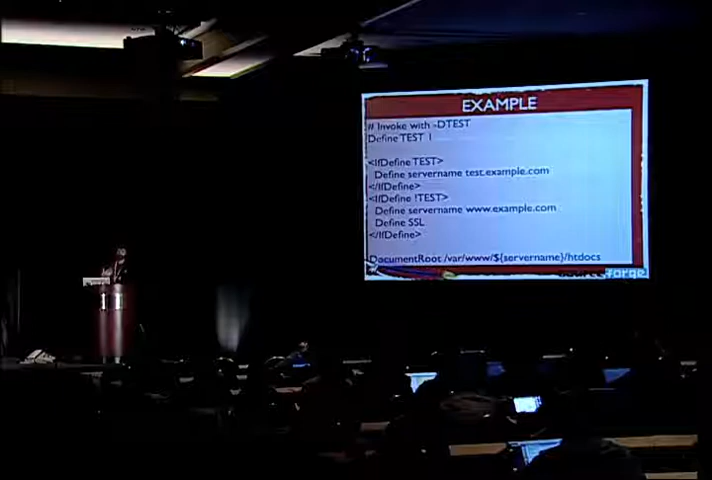 EXAMPLE
# Invoke with -DTEST
Define TEST 1
<IfDefine TEST>
Define servername test.example.com
</IfDefine>
<IfDefine !TEST>
Define servername www.example.com
Define SSL
</IfDefine>
DocumentRoot /var/www/${servername}/htdocs
sourceforge